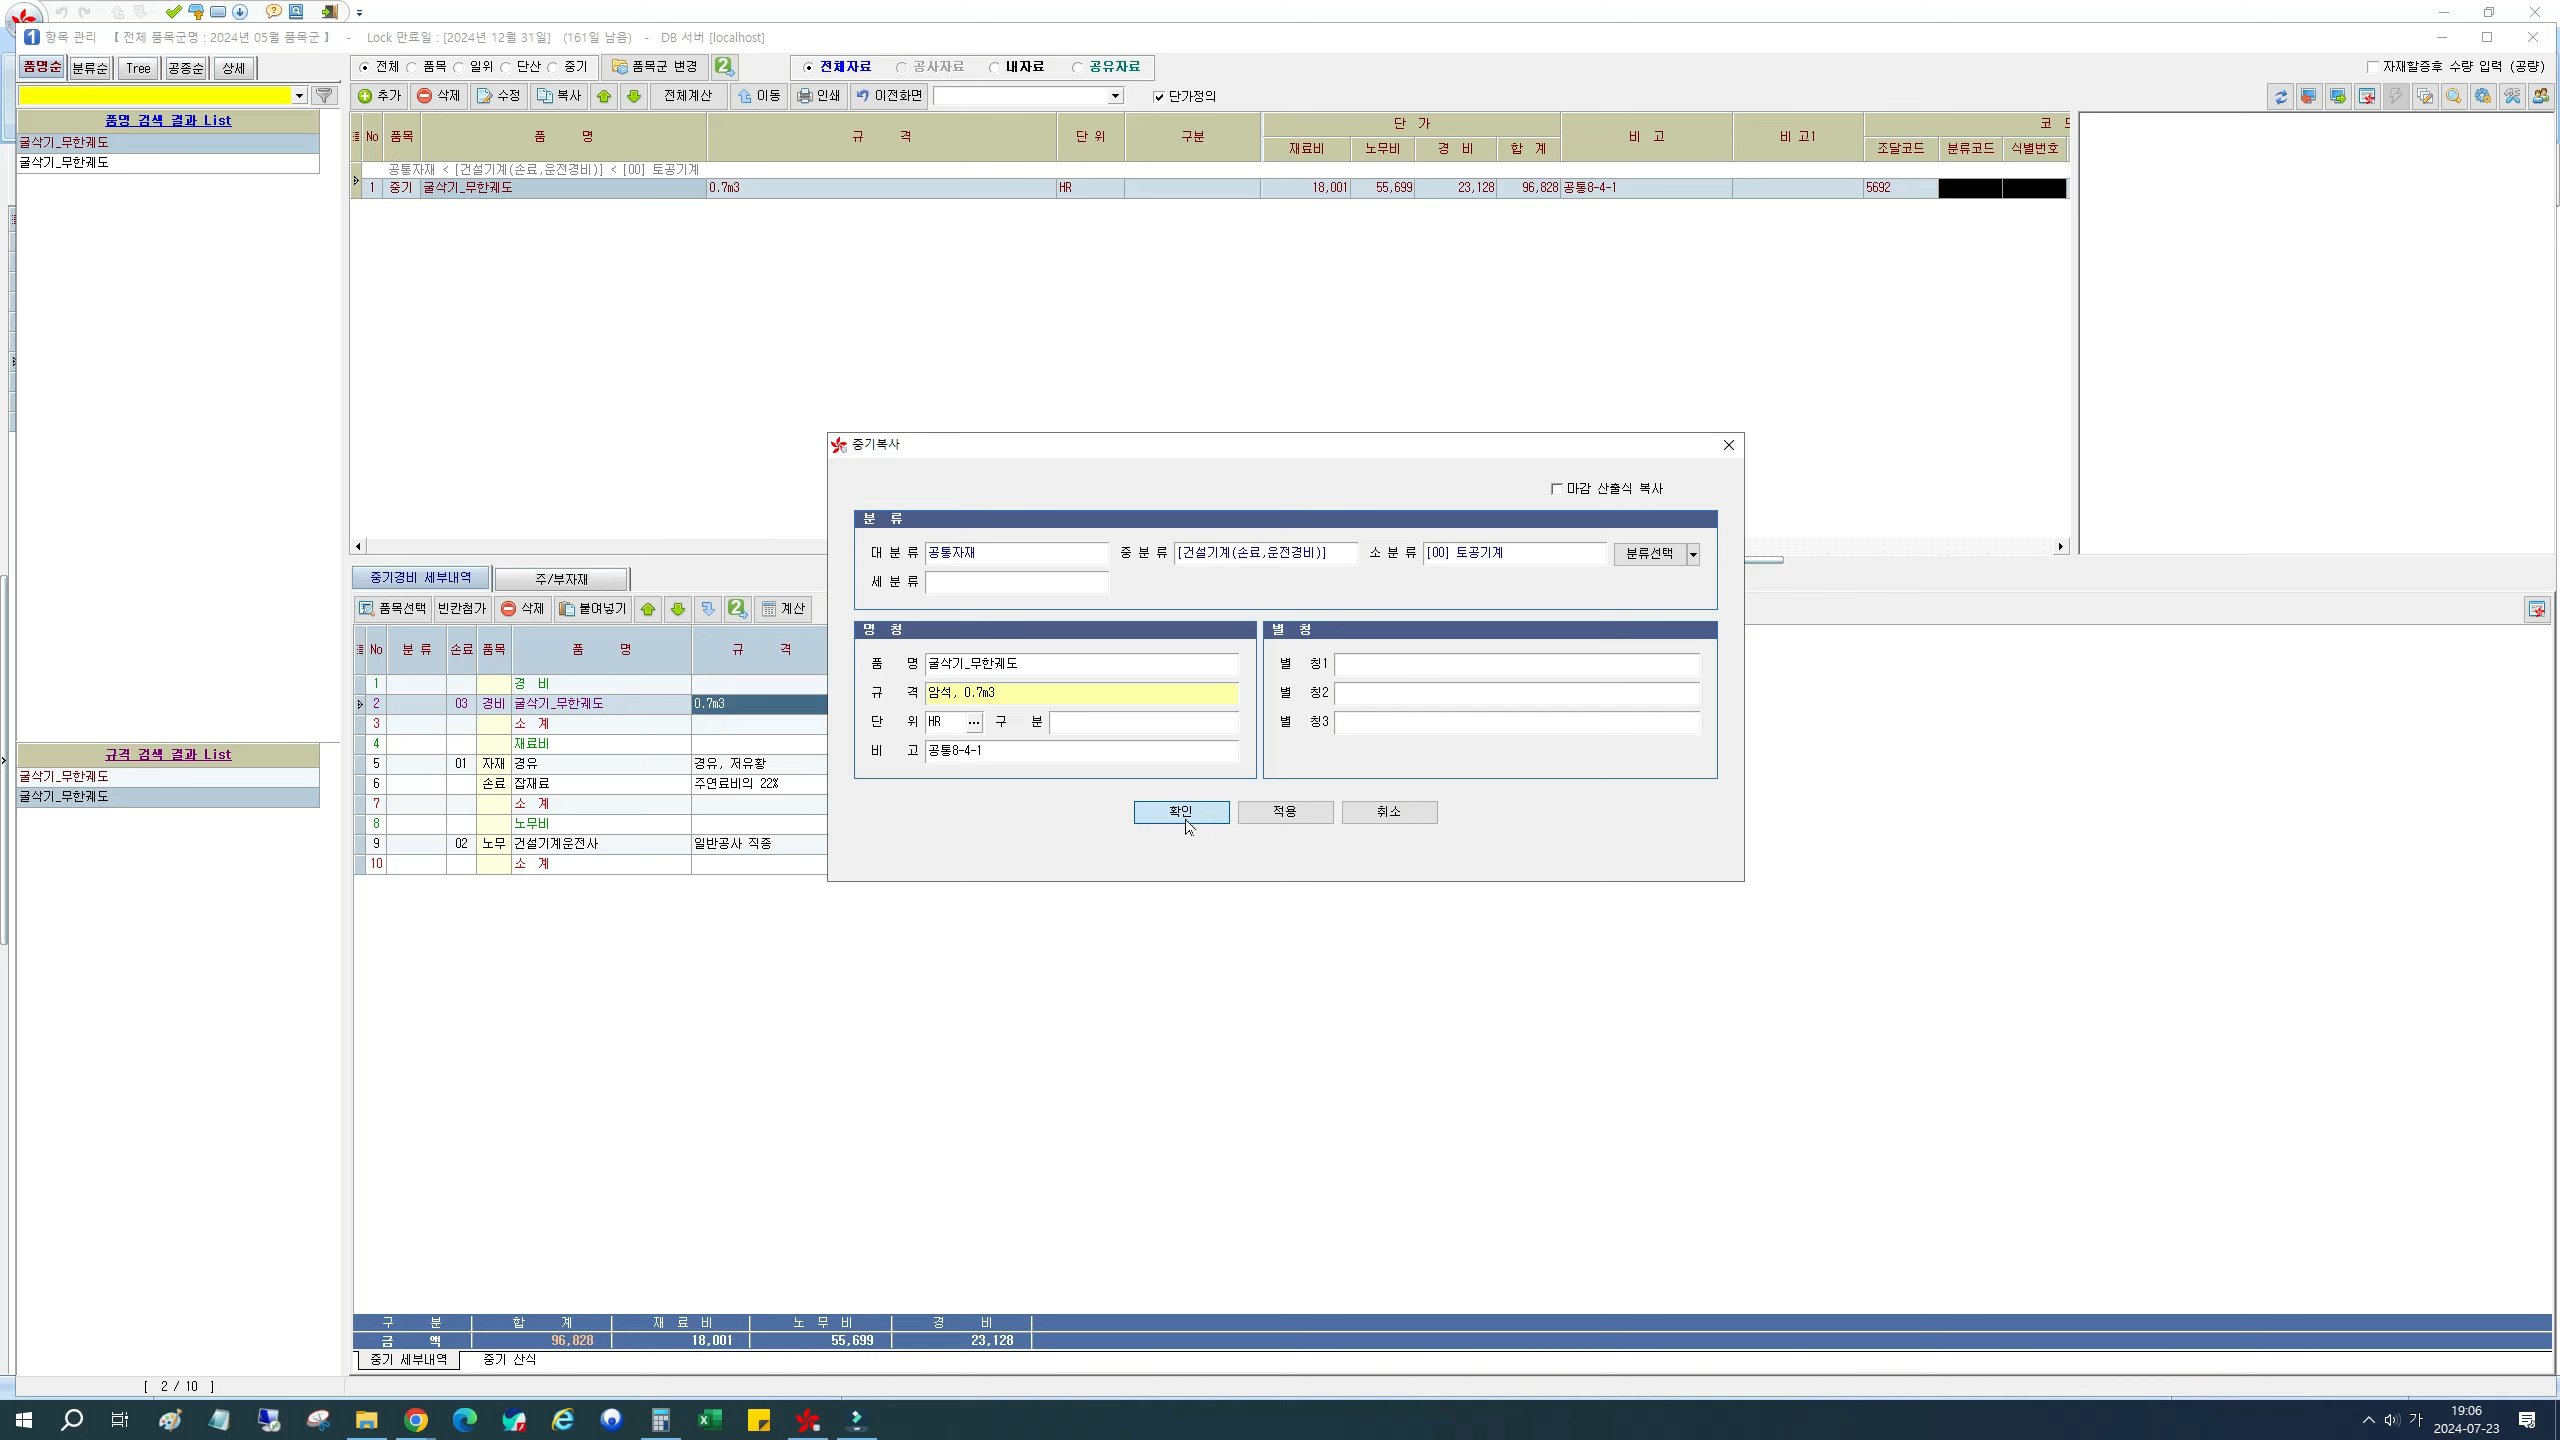 항목 관리 【 전체 품목군명 : 2024년 05월 품목군 】 - Lock 만료일 : [2024년 12월 31일] (161일 남음) - DB 서버 [localhost]
품명순 분류순 Tree 공종순 상세 전체 품목 일위 단산 중기 품목군 변경 전체자료 공사자료 내자료 공유자료 자재할증후 수량 입력 (공량)
추가 삭제 수정 복사 전체계산 이동 인쇄 이전화면 단가정의
품명 검색 결과 List
굴삭기_무한궤도
굴삭기_무한궤도
No 품목 품 명 규 격 단 위 구분 단 가 비 고 비 고1 코
재료비 노무비 경 비 합 계 조달코드 분류코드 식별번호
공통자재 < [건설기계(손료,운전경비)] < [00] 토공기계
1 중기 굴삭기_무한궤도 0.7m3 HR 18,001 55,699 23,128 96,828 공통8-4-1 5692
중기복사
마감 산출식 복사
분 류
대 분 류 공통자재 중 분 류 [건설기계(손료,운전경비)] 소 분 류 [00] 토공기계 분류선택
세 분 류
명 칭
품 명 굴삭기_무한궤도
규 격 암석, 0.7m3
단 위 HR ... 구 분
비 고 공통8-4-1
별 칭
별 칭1
별 칭2
별 칭3
확인 적용 취소
중기경비 세부내역 주/부자재
품목선택 빈칸첨가 삭제 붙여넣기 계산
No 분 류 손료 품목 품 명 규 격
1 경 비
2 03 경비 굴삭기_무한궤도 0.7m3
3 소 계
4 재료비
5 01 자재 경유 경유, 저유황
6 손료 잡재료 주연료비의 22%
7 소 계
8 노무비
9 02 노무 건설기계운전사 일반공사 직종
10 소 계
규격 검색 결과 List
굴삭기_무한궤도
굴삭기_무한궤도
구 분 합 계 재 료 비 노 무 비 경 비
금 액 96,828 18,001 55,699 23,128
중기 세부내역 중기 산식
[ 2 / 10 ]
가 19:06
2024-07-23